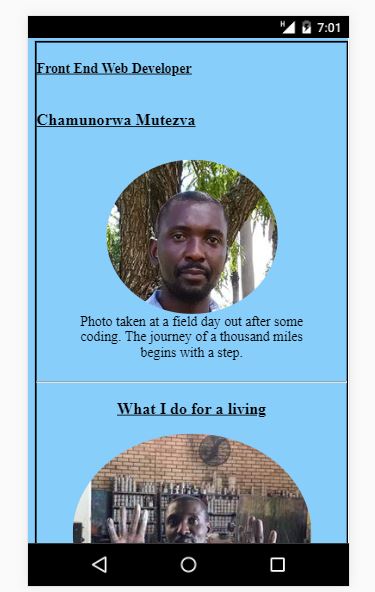 H 7:01
Front End Web Developer
Chamunorwa Mutezva
Photo taken at a field day out after some
coding. The journey of a thousand miles
begins with a step.
What I do for a living